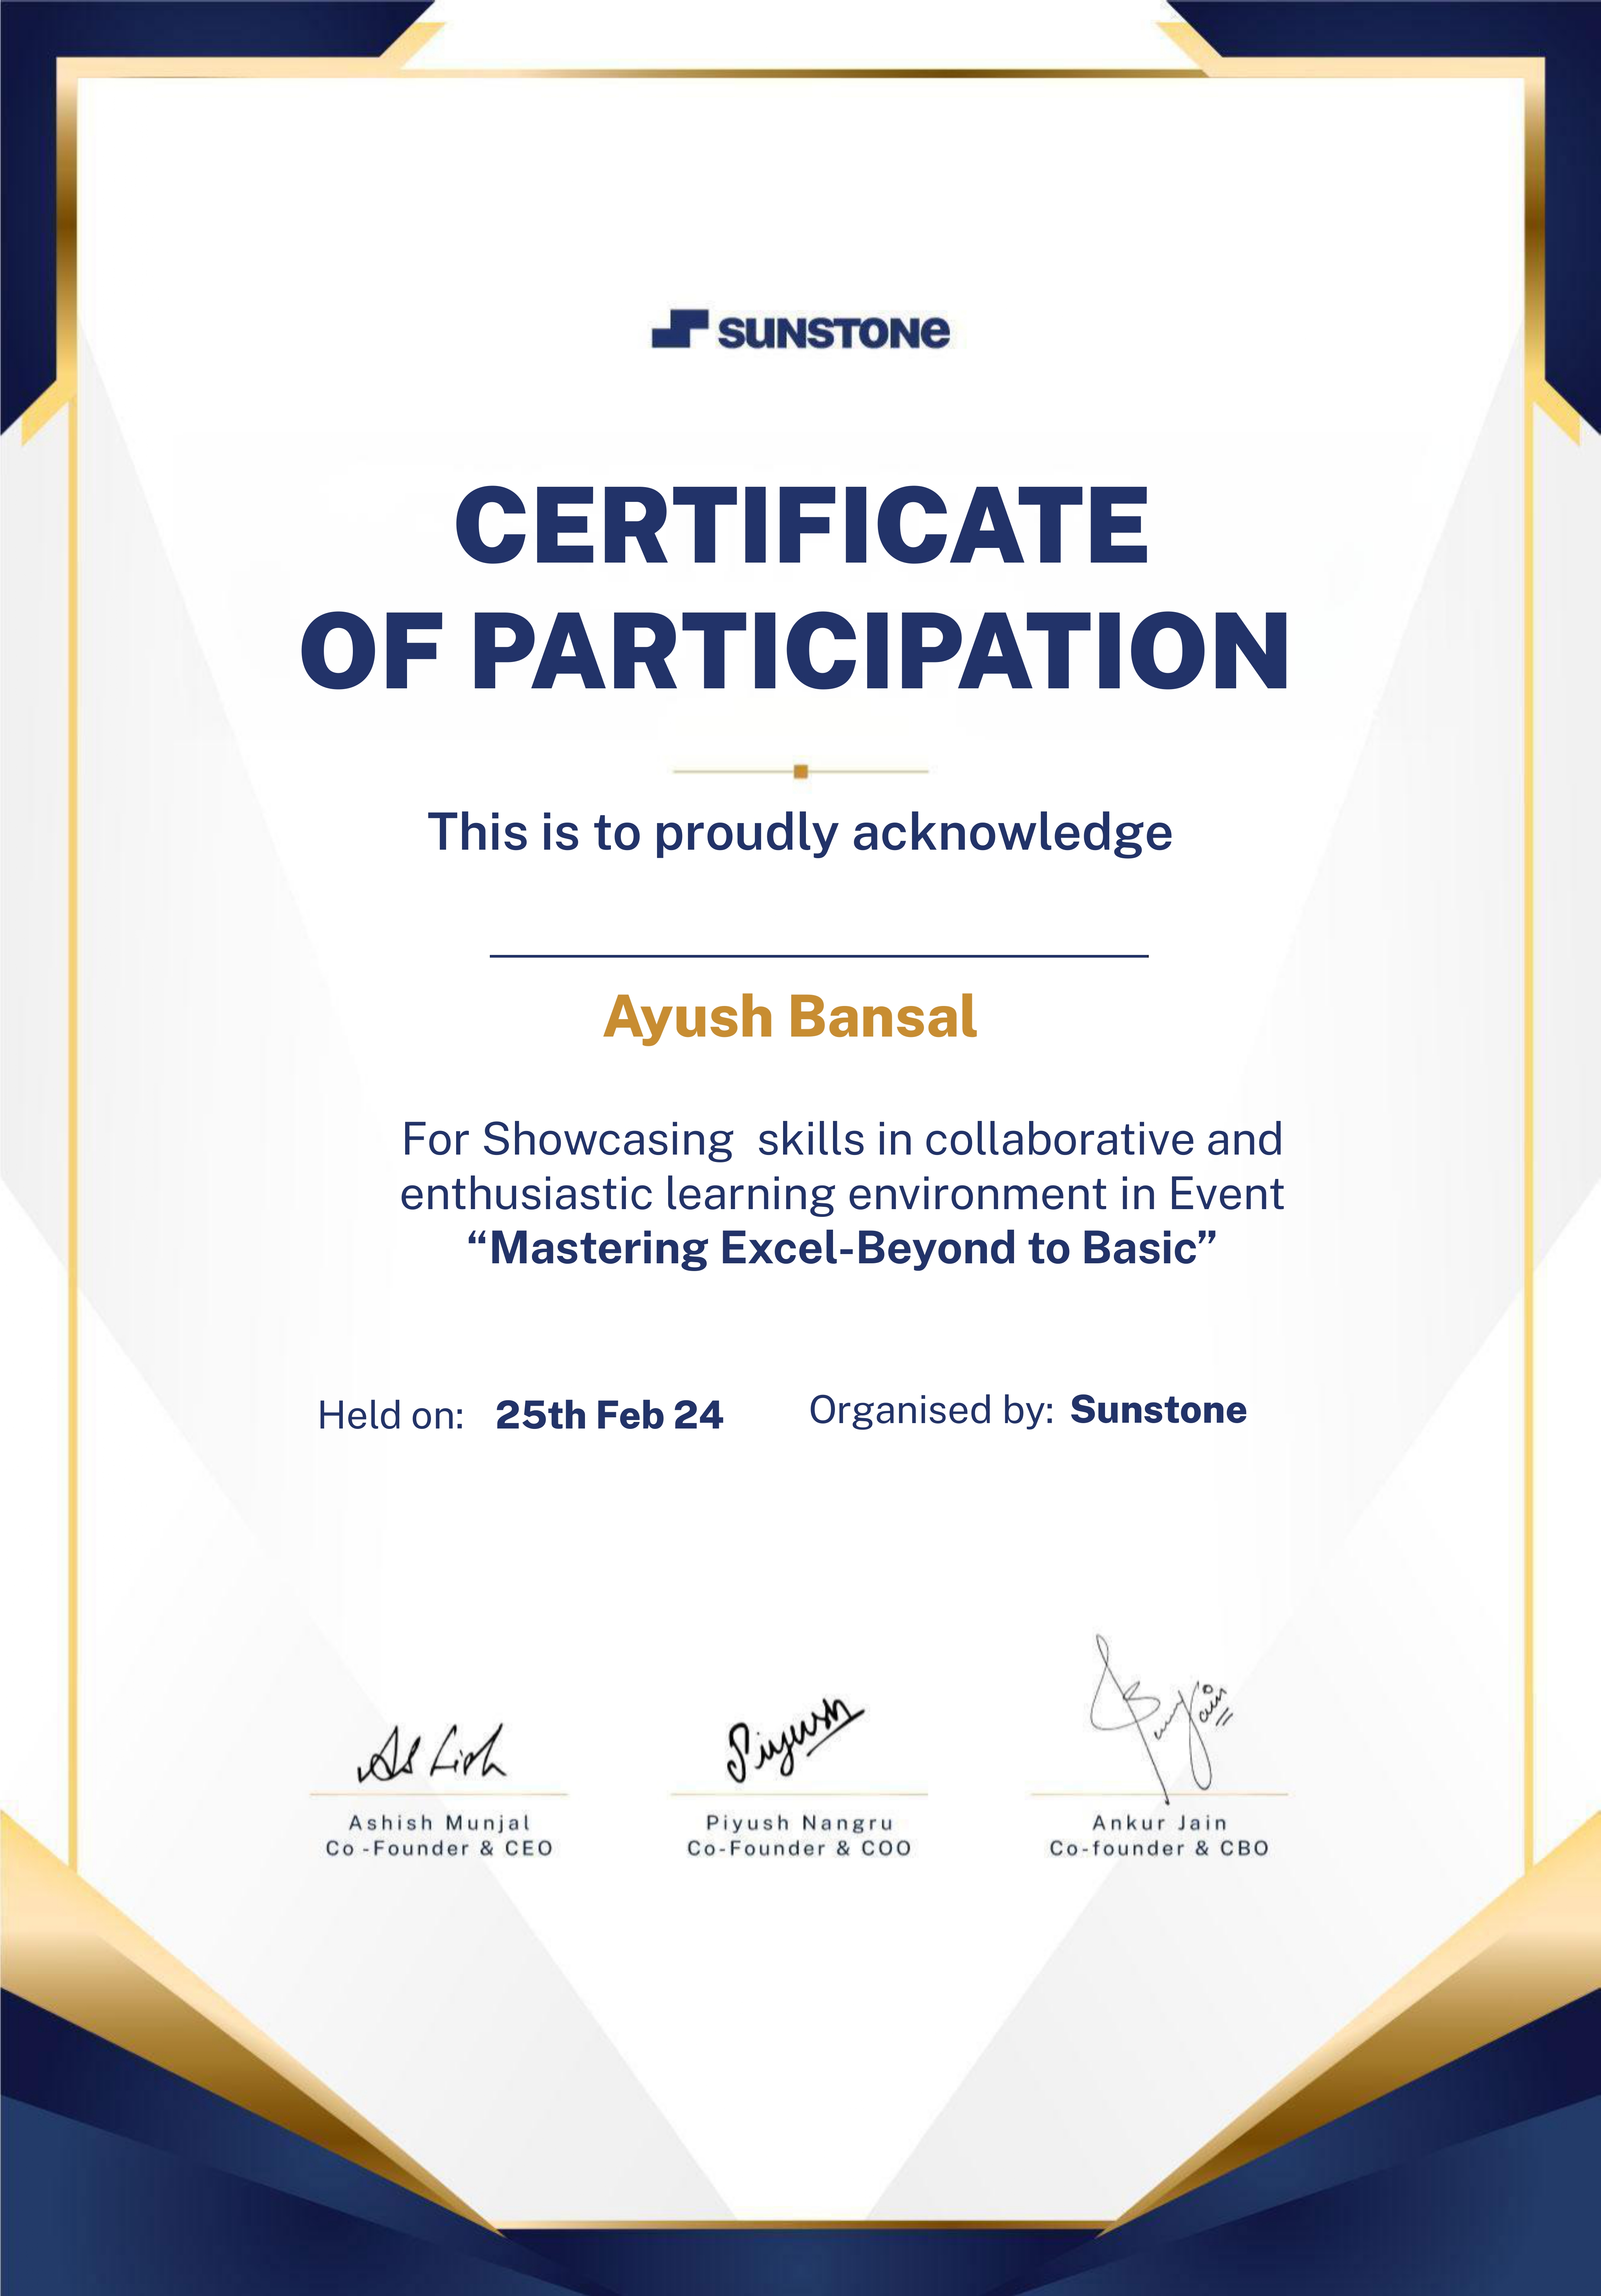 SUNSTONE
CERTIFICATE
OF PARTICIPATION
This is to proudly acknowledge
Ayush Bansal
For Showcasing skills in collaborative and
enthusiastic learning environment in Event
“Mastering Excel-Beyond to Basic”
Held on: 25th Feb 24 Organised by: Sunstone
Piyush
Ashish Munjal Piyush Nangru Ankur Jain
Co -Founder & CEO Co-Founder & COO Co-founder & CBO